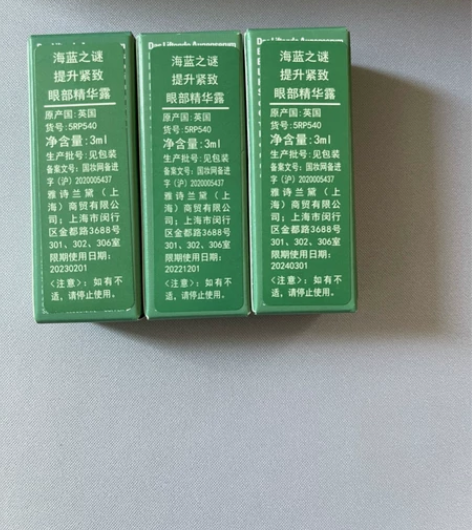 海蓝之谜
提升紧致
眼部精华露
原产国:英国
货号:5RP540
净含量:3ml
生产批号:见包装
备案文号:国妆网备进
字(沪)2020005437
雅诗兰黛(上
海)商贸有限公
司;上海市闵行
区金都路3688号
301、302、306室
限期使用日期:
20230201
〈注意〉:如有不
适,请停止使用。
海蓝之谜
提升紧致
眼部精华露
原产国:英国
货号:5RP540
净含量:3ml
生产批号:见包装
备案文号:国妆网备进
字(沪)2020005437
雅诗兰黛(上
海)商贸有限公
司;上海市闵行
区金都路3688号
301、302、306室
限期使用日期:
20221201
〈注意〉:如有不
适,请停止使用。
海蓝之谜
提升紧致
眼部精华露
原产国:英国
货号:5RP540
净含量:3ml
生产批号:见包装
备案文号:国妆网备进
字(沪)2020005437
雅诗兰黛(上
海)商贸有限公
司;上海市闵行
区金都路3688号
301、302、306室
限期使用日期:
20240301
〈注意〉:如有不
适,请停止使用。